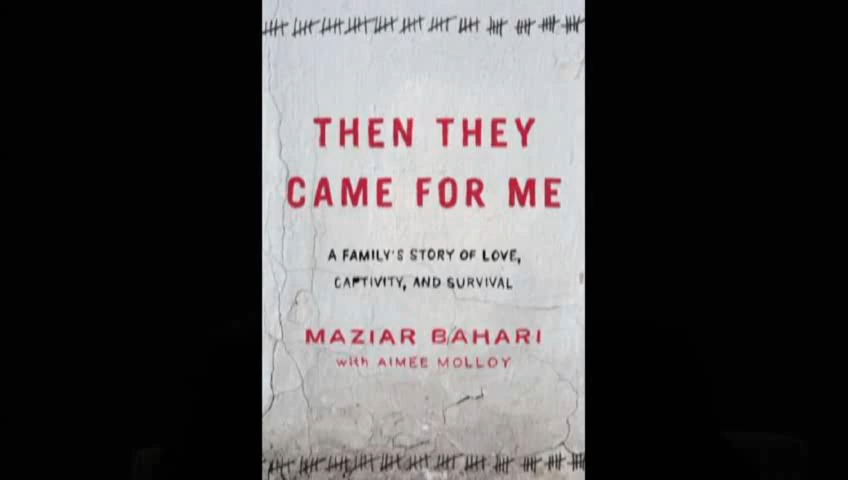 THEN THEY
CAME FOR ME
A FAMILY'S STORY OF LOVE,
CAPTIVITY, AND SURVIVAL
MAZIAR BAHARI
with AIMEE MOLLOY